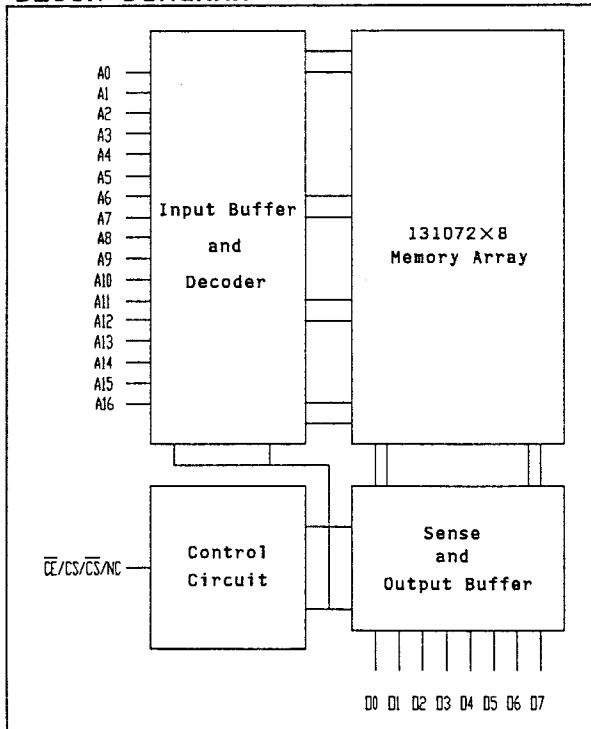 A0
A1
A2
A3
A4
A5
A6
A7
A8
A9
A10
A11
A12
A13
A14
A15
A16
Input Buffer
and
Decoder
131072×8
Memory Array
C̅E̅/CS/C̅S̅/NC
Control
Circuit
Sense
and
Output Buffer
D0 D1 D2 D3 D4 D5 D6 D7